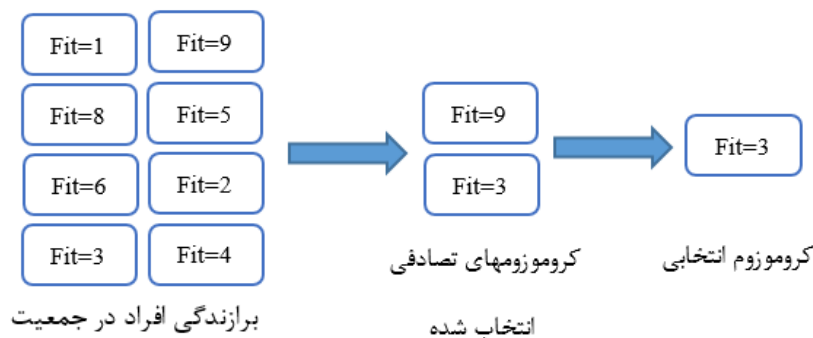 Fit=1
Fit=9
Fit=8
Fit=5
Fit=6
Fit=2
Fit=3
Fit=4
برازندگی افراد در جمعیت
Fit=9
Fit=3
کروموزومهای تصادفی
انتخاب شده
Fit=3
کروموزوم انتخابی